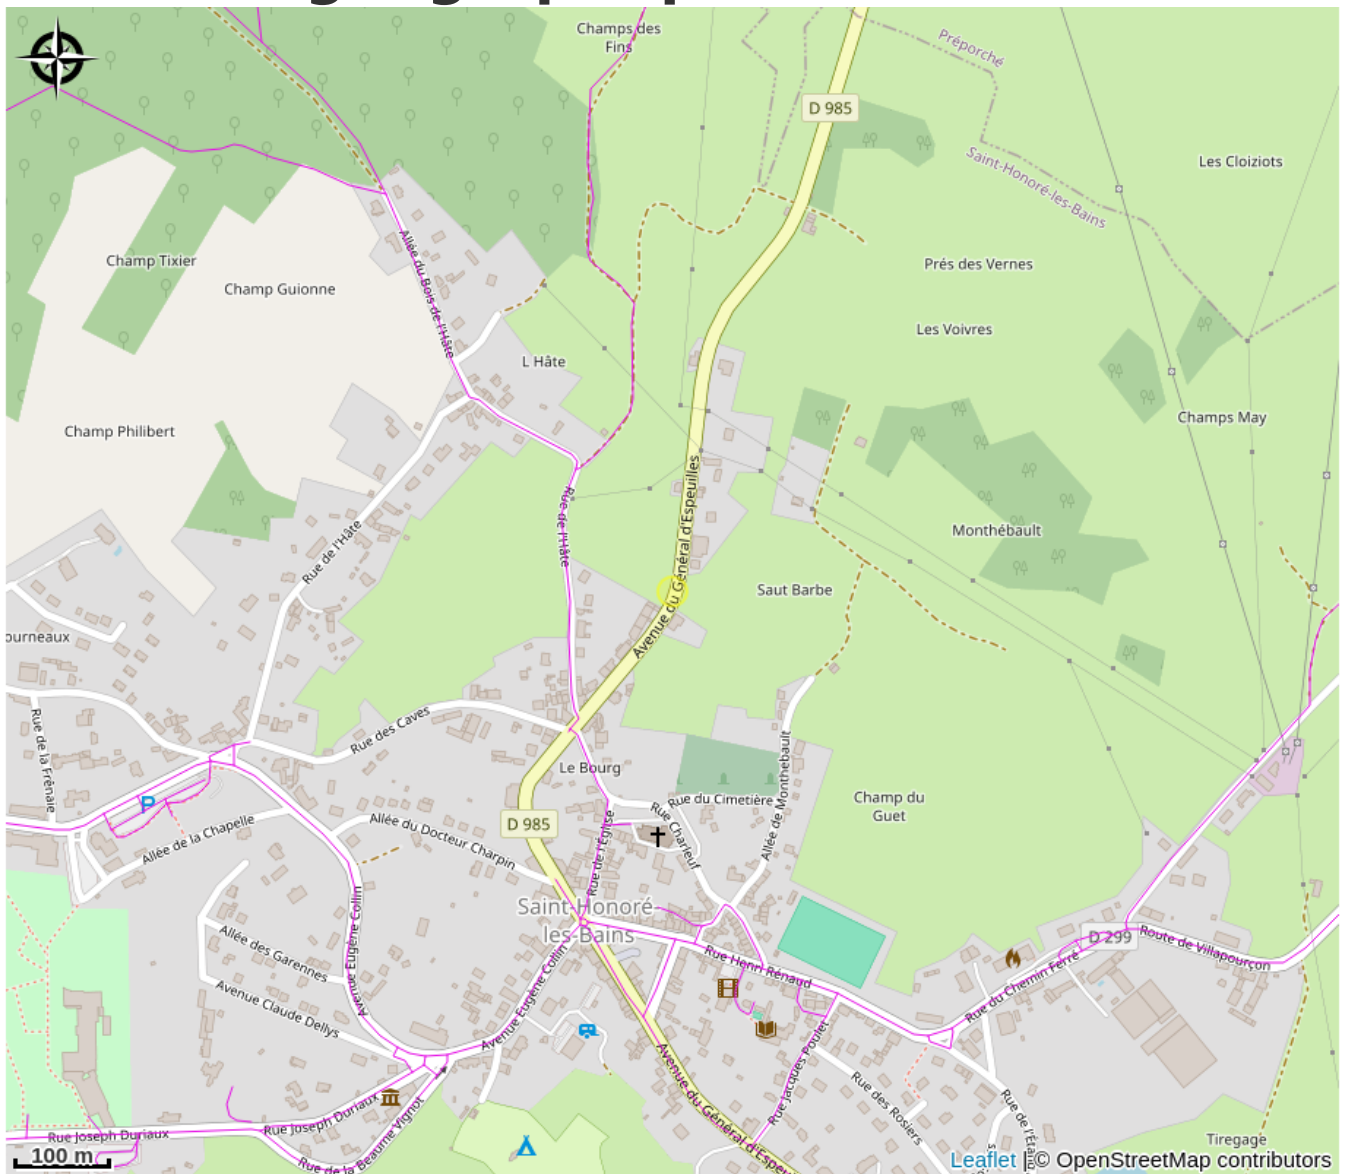 Champs des
Fins
Préporché
D 985
Les Cloiziots
Saint-Honoré-les-Bains
Champ Tixier
Allée du Bois de l'Hâte
Prés des Vernes
Champ Guionne
Les Voivres
L Hâte
Champs May
Champ Philibert
Avenue du Général d'Espeuilles
Rue de l'Hâte
Rue de l'Hâte
Monthébault
Saut Barbe
ourneaux
Rue de la Frênaie
Rue des Caves
Allée de Monthébault
Le Bourg
P
Rue du Cimetière
Champ du
Guet
Rue Charleuf
D 985
Allée du Docteur Charpin
Allée de la Chapelle
Rue de l'Église
Saint-Honoré
les-Bains
Avenue Eugène Collin
Allée des Garennes
D 299
Route de Villapourçon
Rue Henri Renaud
Rue du Chemin Ferré
Avenue Claude Dellys
Avenue Eugène Collin
Rue Jacques Poulet
Rue des Rosiers
Avenue du Général d'Espeu
Rue de l'Étang
Rue Joseph Duriaux
Rue Joseph Duriaux
Rue de la Beaume Vignot
Tiregage
100 m
Leaflet | © OpenStreetMap contributors